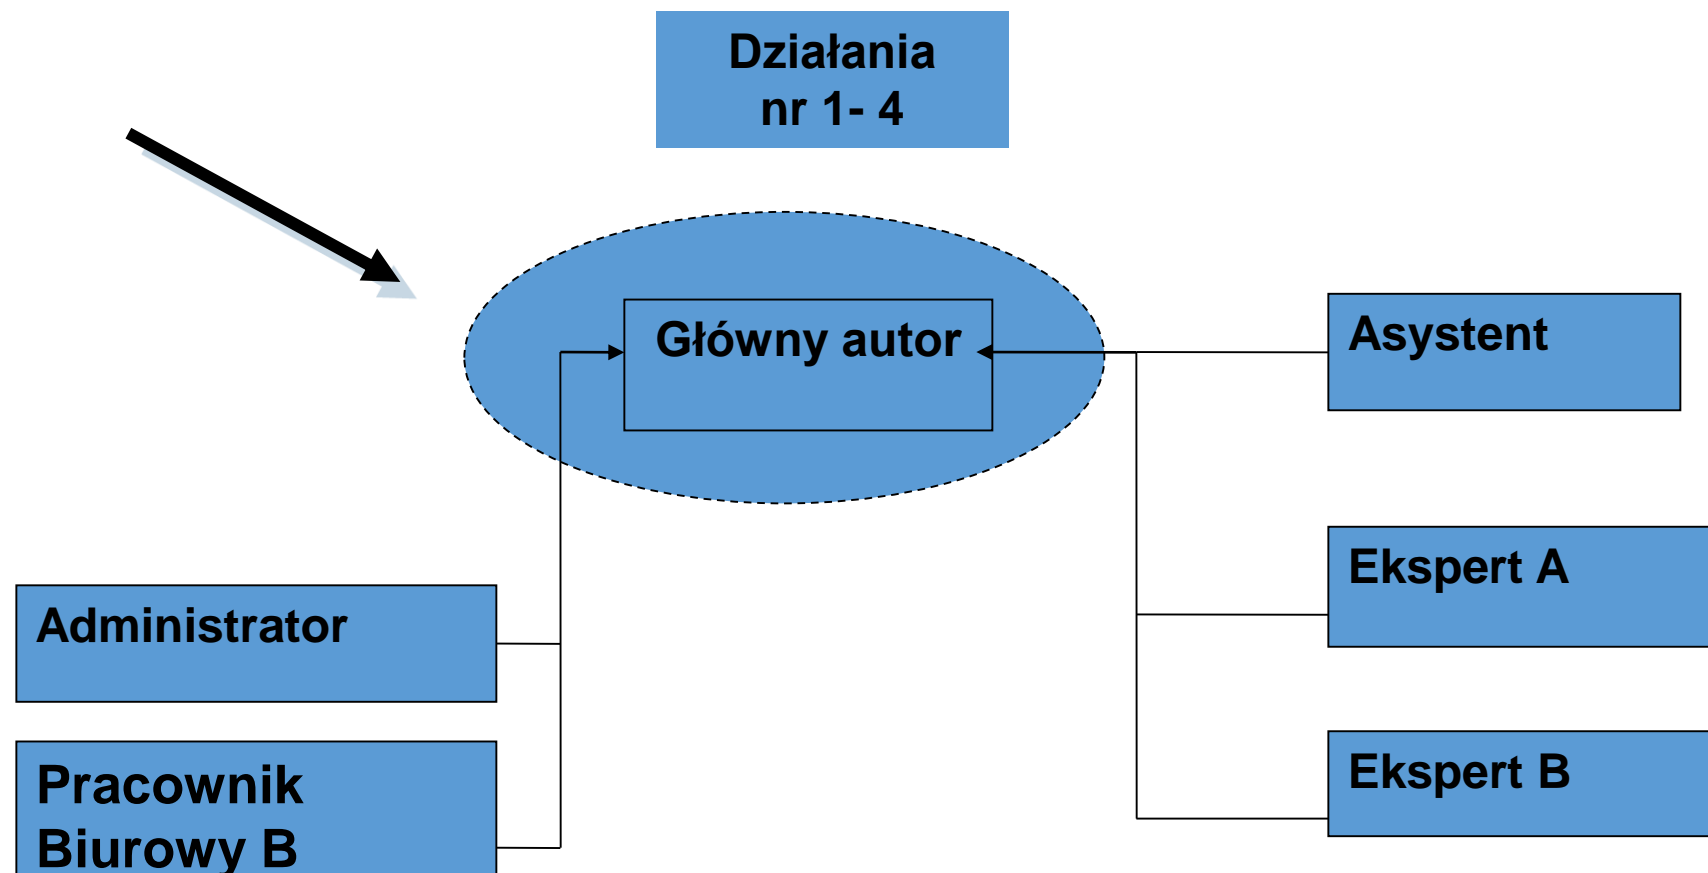 Działania
nr 1- 4
Główny autor
Asystent
Ekspert A
Administrator
Ekspert B
Pracownik
Biurowy B